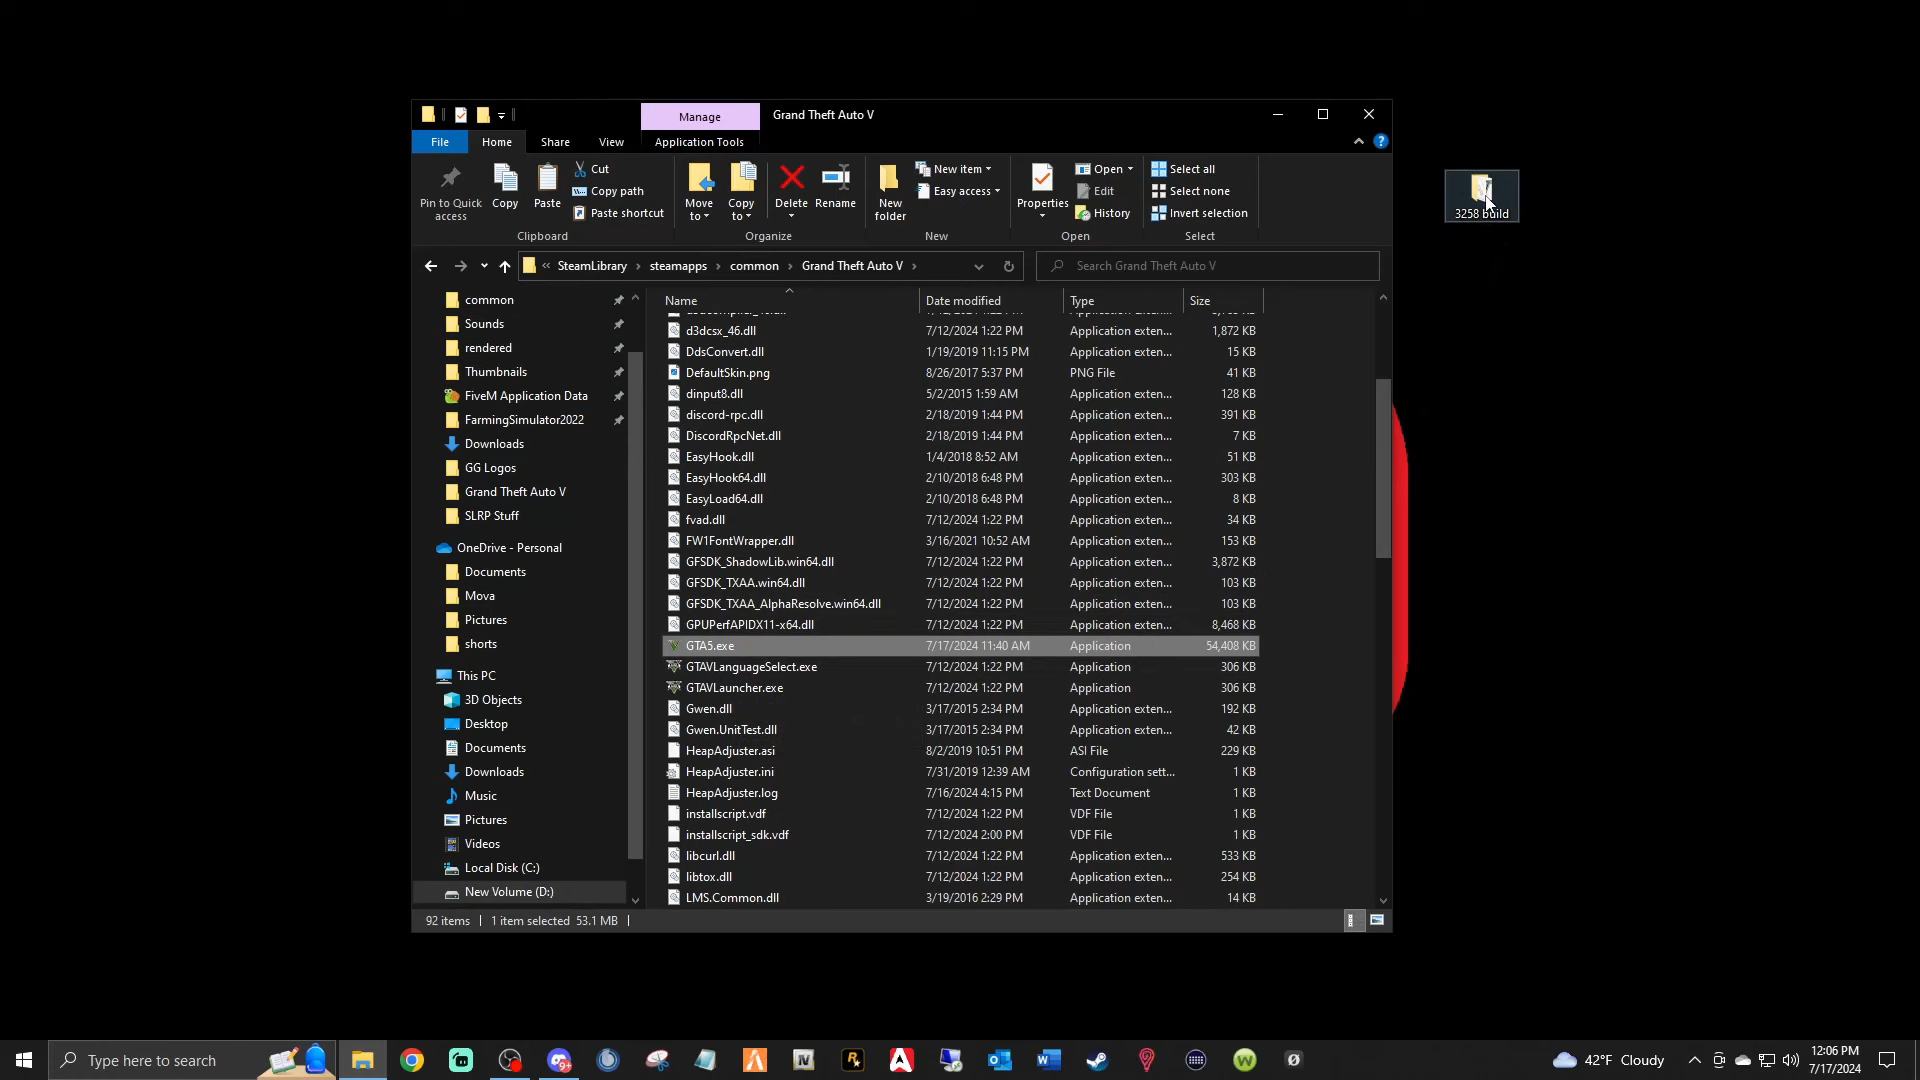 Manage
Grand Theft Auto V
File
Home
Share
View
Application Tools
Pin to Quick access
Copy
Paste
Cut
Copy path
Paste shortcut
Clipboard
Move to
Copy to
Delete
Rename
Organize
New folder
New item
Easy access
New
Properties
Open
Edit
History
Open
Select all
Select none
Invert selection
Select
« SteamLibrary › steamapps › common › Grand Theft Auto V ›
Search Grand Theft Auto V
3258 build
common
Sounds
rendered
Thumbnails
FiveM Application Data
FarmingSimulator2022
Downloads
GG Logos
Grand Theft Auto V
SLRP Stuff
OneDrive - Personal
Documents
Mova
Pictures
shorts
This PC
3D Objects
Desktop
Documents
Downloads
Music
Pictures
Videos
Local Disk (C:)
New Volume (D:)
Name Date modified Type Size
d3dcsx_46.dll 7/12/2024 1:22 PM Application exten... 1,872 KB
DdsConvert.dll 1/19/2019 11:15 PM Application exten... 15 KB
DefaultSkin.png 8/26/2017 5:37 PM PNG File 41 KB
dinput8.dll 5/2/2015 1:59 AM Application exten... 128 KB
discord-rpc.dll 2/18/2019 1:44 PM Application exten... 391 KB
DiscordRpcNet.dll 2/18/2019 1:44 PM Application exten... 7 KB
EasyHook.dll 1/4/2018 8:52 AM Application exten... 51 KB
EasyHook64.dll 2/10/2018 6:48 PM Application exten... 303 KB
EasyLoad64.dll 2/10/2018 6:48 PM Application exten... 8 KB
fvad.dll 7/12/2024 1:22 PM Application exten... 34 KB
FW1FontWrapper.dll 3/16/2021 10:52 AM Application exten... 153 KB
GFSDK_ShadowLib.win64.dll 7/12/2024 1:22 PM Application exten... 3,872 KB
GFSDK_TXAA.win64.dll 7/12/2024 1:22 PM Application exten... 103 KB
GFSDK_TXAA_AlphaResolve.win64.dll 7/12/2024 1:22 PM Application exten... 103 KB
GPUPerfAPIDX11-x64.dll 7/12/2024 1:22 PM Application exten... 8,468 KB
GTA5.exe 7/17/2024 11:40 AM Application 54,408 KB
GTAVLanguageSelect.exe 7/12/2024 1:22 PM Application 306 KB
GTAVLauncher.exe 7/12/2024 1:22 PM Application 306 KB
Gwen.dll 3/17/2015 2:34 PM Application exten... 192 KB
Gwen.UnitTest.dll 3/17/2015 2:34 PM Application exten... 42 KB
HeapAdjuster.asi 8/2/2019 10:51 PM ASI File 229 KB
HeapAdjuster.ini 7/31/2019 12:39 AM Configuration sett... 1 KB
HeapAdjuster.log 7/16/2024 4:15 PM Text Document 1 KB
installscript.vdf 7/12/2024 1:22 PM VDF File 1 KB
installscript_sdk.vdf 7/12/2024 2:00 PM VDF File 1 KB
libcurl.dll 7/12/2024 1:22 PM Application exten... 533 KB
libtox.dll 7/12/2024 1:22 PM Application exten... 254 KB
LMS.Common.dll 3/19/2016 2:29 PM Application exten... 14 KB
92 items
1 item selected 53.1 MB
Type here to search
9+
IV
R
W
42°F Cloudy
12:06 PM
7/17/2024